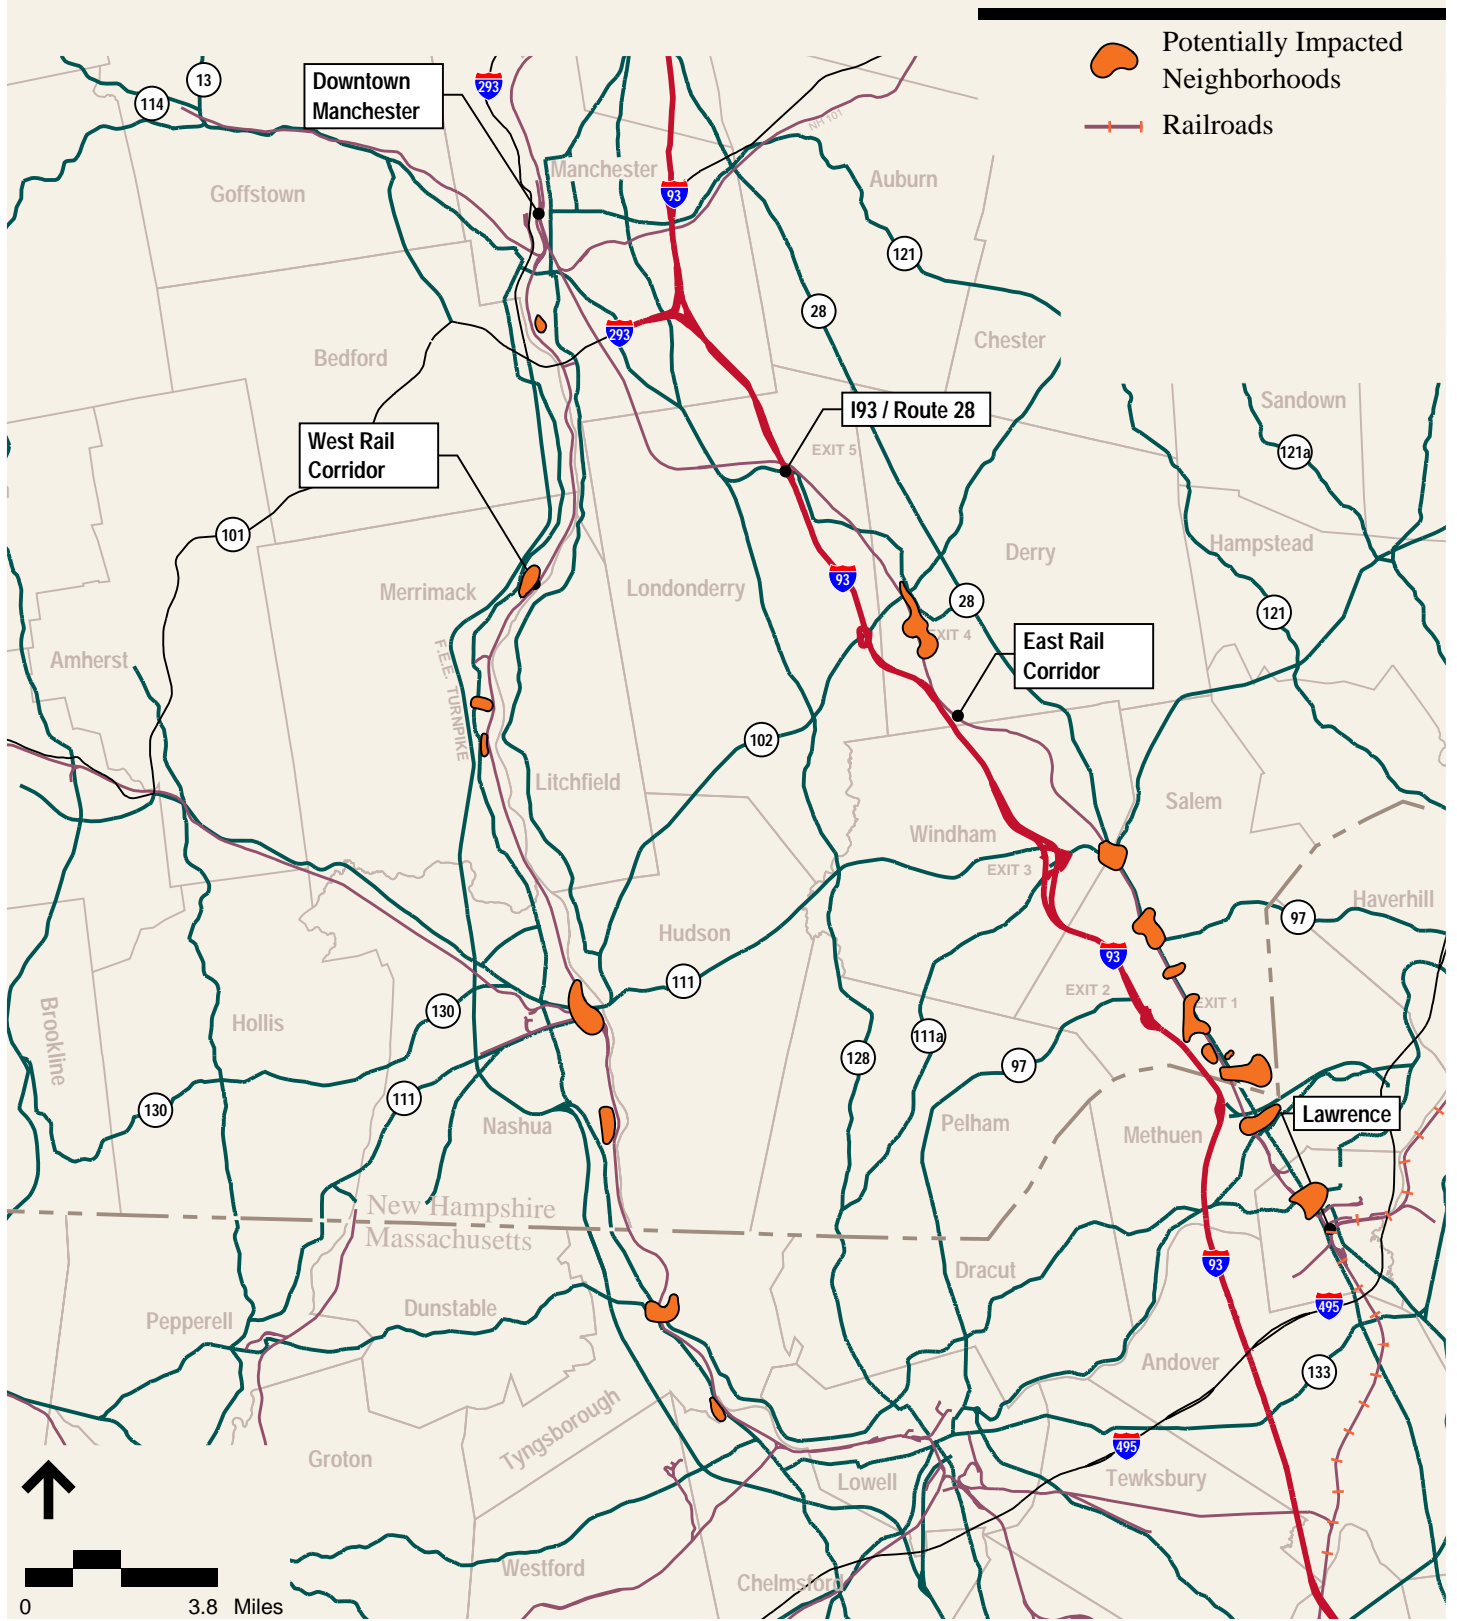 Potentially Impacted
Neighborhoods
Railroads
Downtown
Manchester
293
13
114
NH 101
Manchester
Auburn
93
Goffstown
121
28
293
Chester
Bedford
Sandown
I93 / Route 28
West Rail
Corridor
EXIT 5
121a
101
Hampstead
Derry
93
Merrimack
Londonderry
28
121
EXIT 4
East Rail
Corridor
Amherst
F.E.E. TURNPIKE
102
Litchfield
Salem
Windham
EXIT 3
Haverhill
97
Hudson
93
111
EXIT 2
EXIT 1
130
Brookline
Hollis
111a
128
97
111
130
Lawrence
Nashua
Pelham
Methuen
New Hampshire
Massachusetts
93
Dracut
495
Dunstable
Pepperell
Andover
133
Tyngsborough
495
Groton
Lowell
Tewksbury
Westford
Chelmsford
0 3.8 Miles